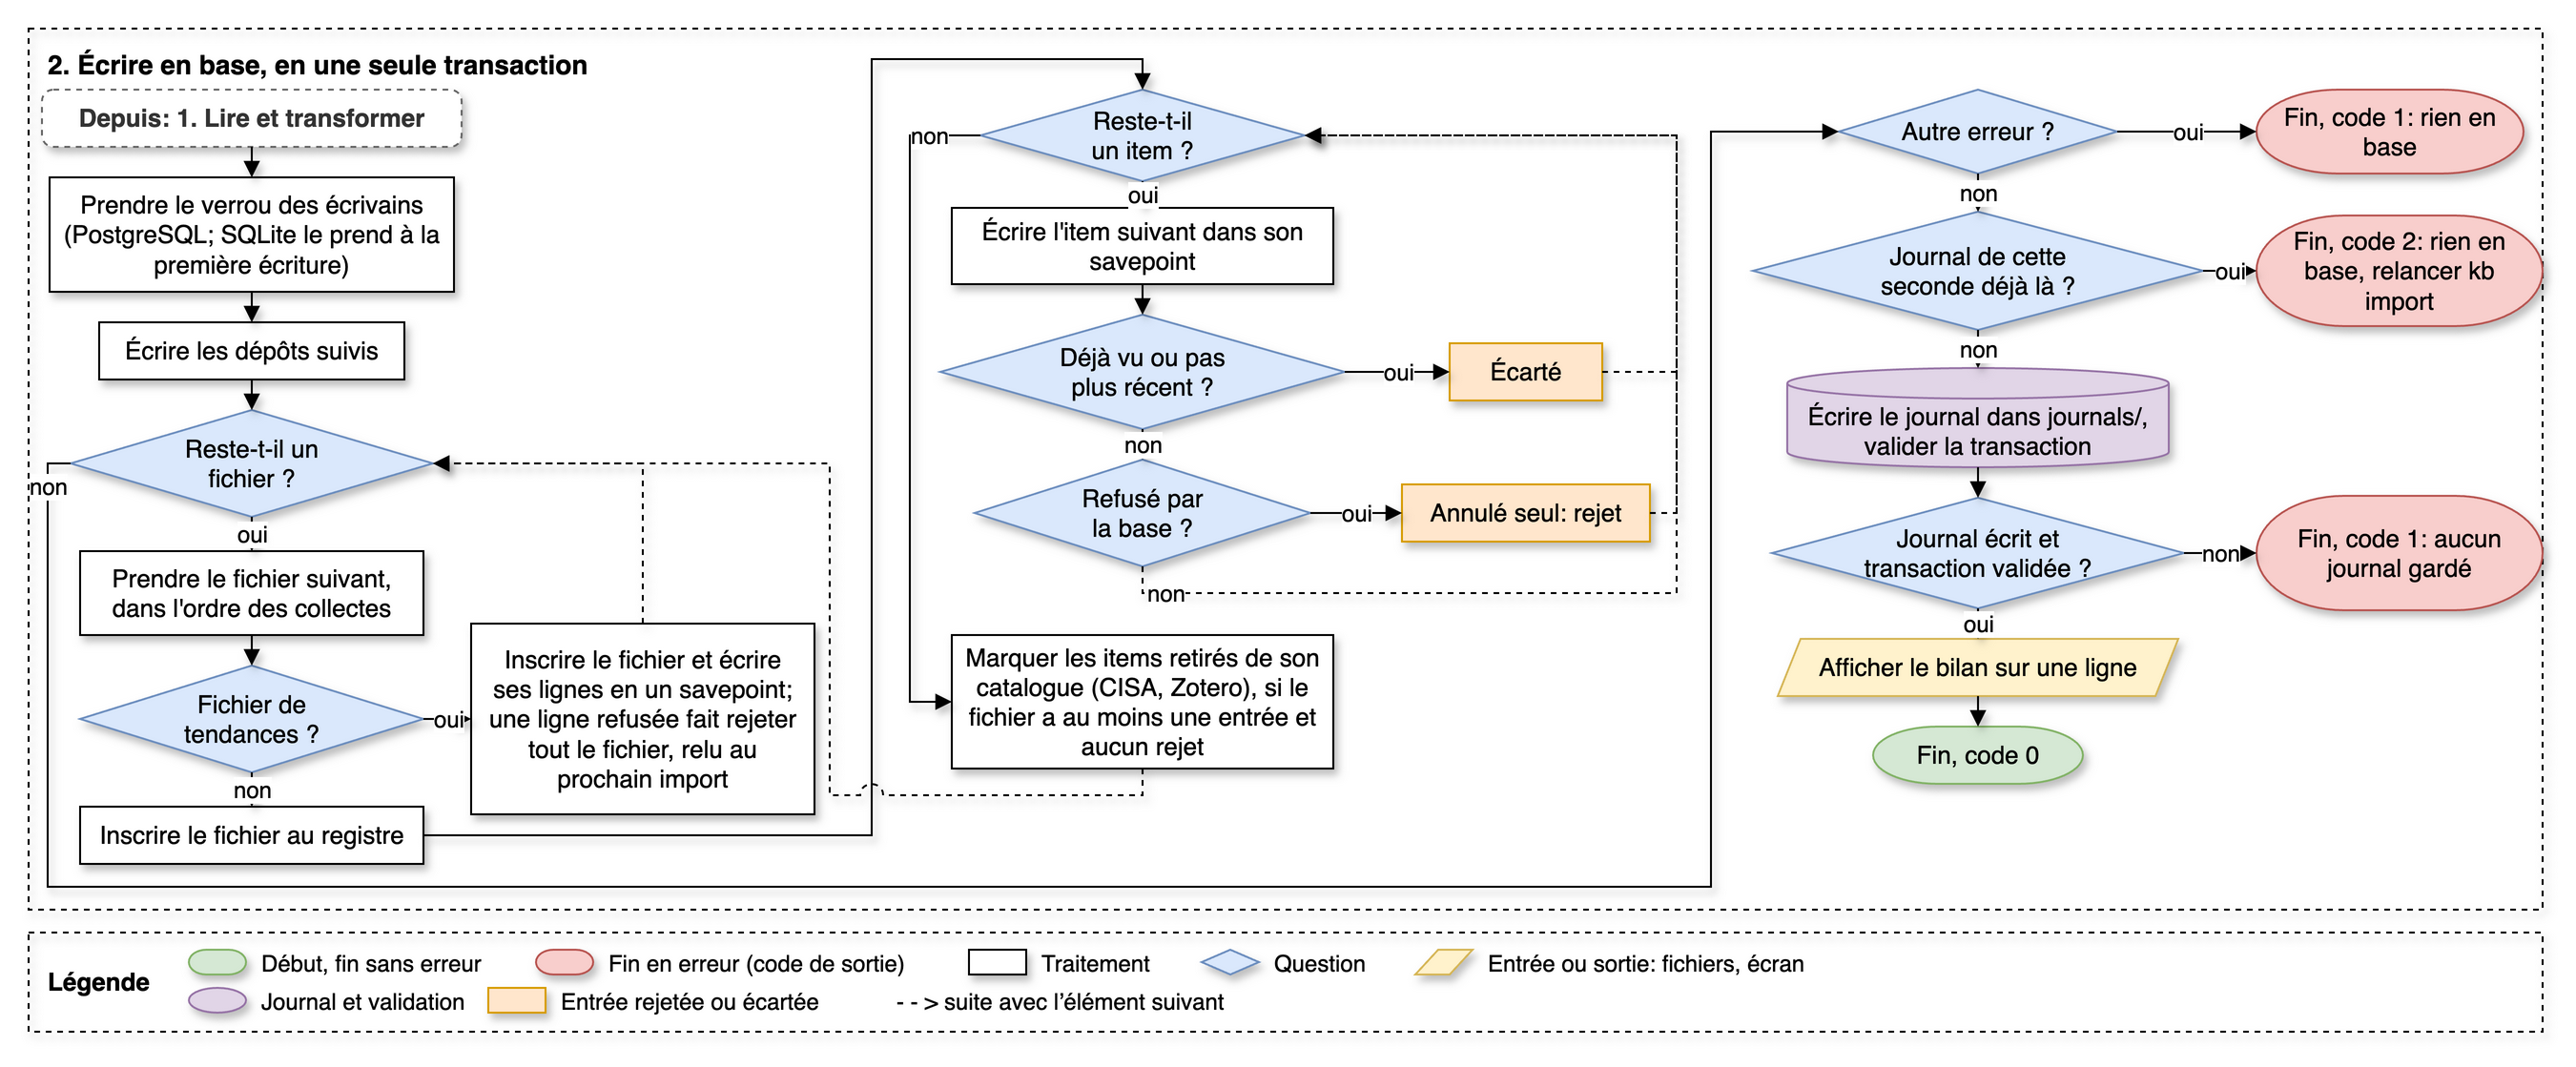 2. Écrire en base, en une seule transaction
Depuis: 1. Lire et transformer
Prendre le verrou des écrivains
(PostgreSQL; SQLite le prend à la
première écriture)
Écrire les dépôts suivis
Reste-t-il un
fichier ?
non
oui
Prendre le fichier suivant,
dans l'ordre des collectes
Fichier de
tendances ?
oui
non
Inscrire le fichier au registre
Inscrire le fichier et écrire
ses lignes en un savepoint;
une ligne refusée fait rejeter
tout le fichier, relu au
prochain import
Reste-t-il
un item ?
non
oui
Écrire l'item suivant dans son
savepoint
Déjà vu ou pas
plus récent ?
oui
Écarté
non
Refusé par
la base ?
oui
Annulé seul: rejet
non
Marquer les items retirés de son
catalogue (CISA, Zotero), si le
fichier a au moins une entrée et
aucun rejet
Autre erreur ?
oui
Fin, code 1: rien en
base
non
Journal de cette
seconde déjà là ?
oui
Fin, code 2: rien en
base, relancer kb
import
non
Écrire le journal dans journals/,
valider la transaction
Journal écrit et
transaction validée ?
non
Fin, code 1: aucun
journal gardé
oui
Afficher le bilan sur une ligne
Fin, code 0
Légende
Début, fin sans erreur
Fin en erreur (code de sortie)
Traitement
Question
Entrée ou sortie: fichiers, écran
Journal et validation
Entrée rejetée ou écartée
- - > suite avec l’élément suivant